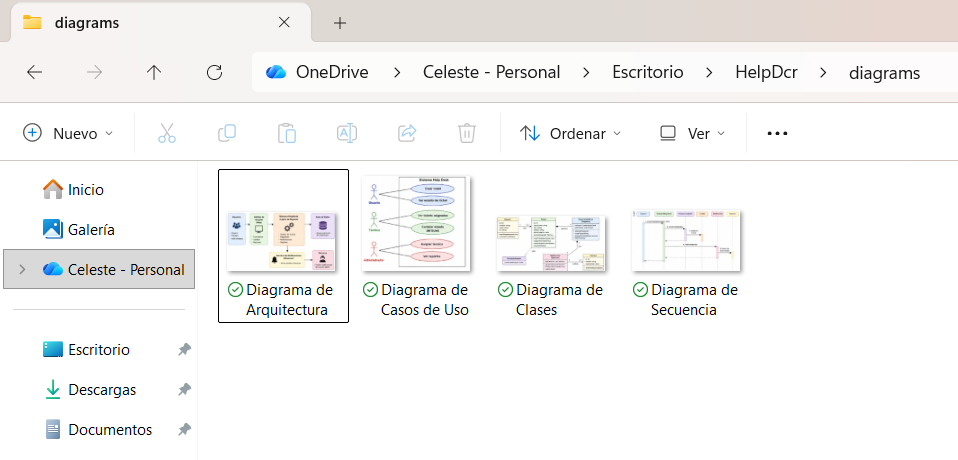 diagrams
OneDrive > Celeste - Personal > Escritorio > HelpDcr > diagrams
Nuevo
Ordenar
Ver
Inicio
Galería
Celeste - Personal
Escritorio
Descargas
Documentos
Diagrama de
Arquitectura
Diagrama de
Casos de Uso
Diagrama de
Clases
Diagrama de
Secuencia